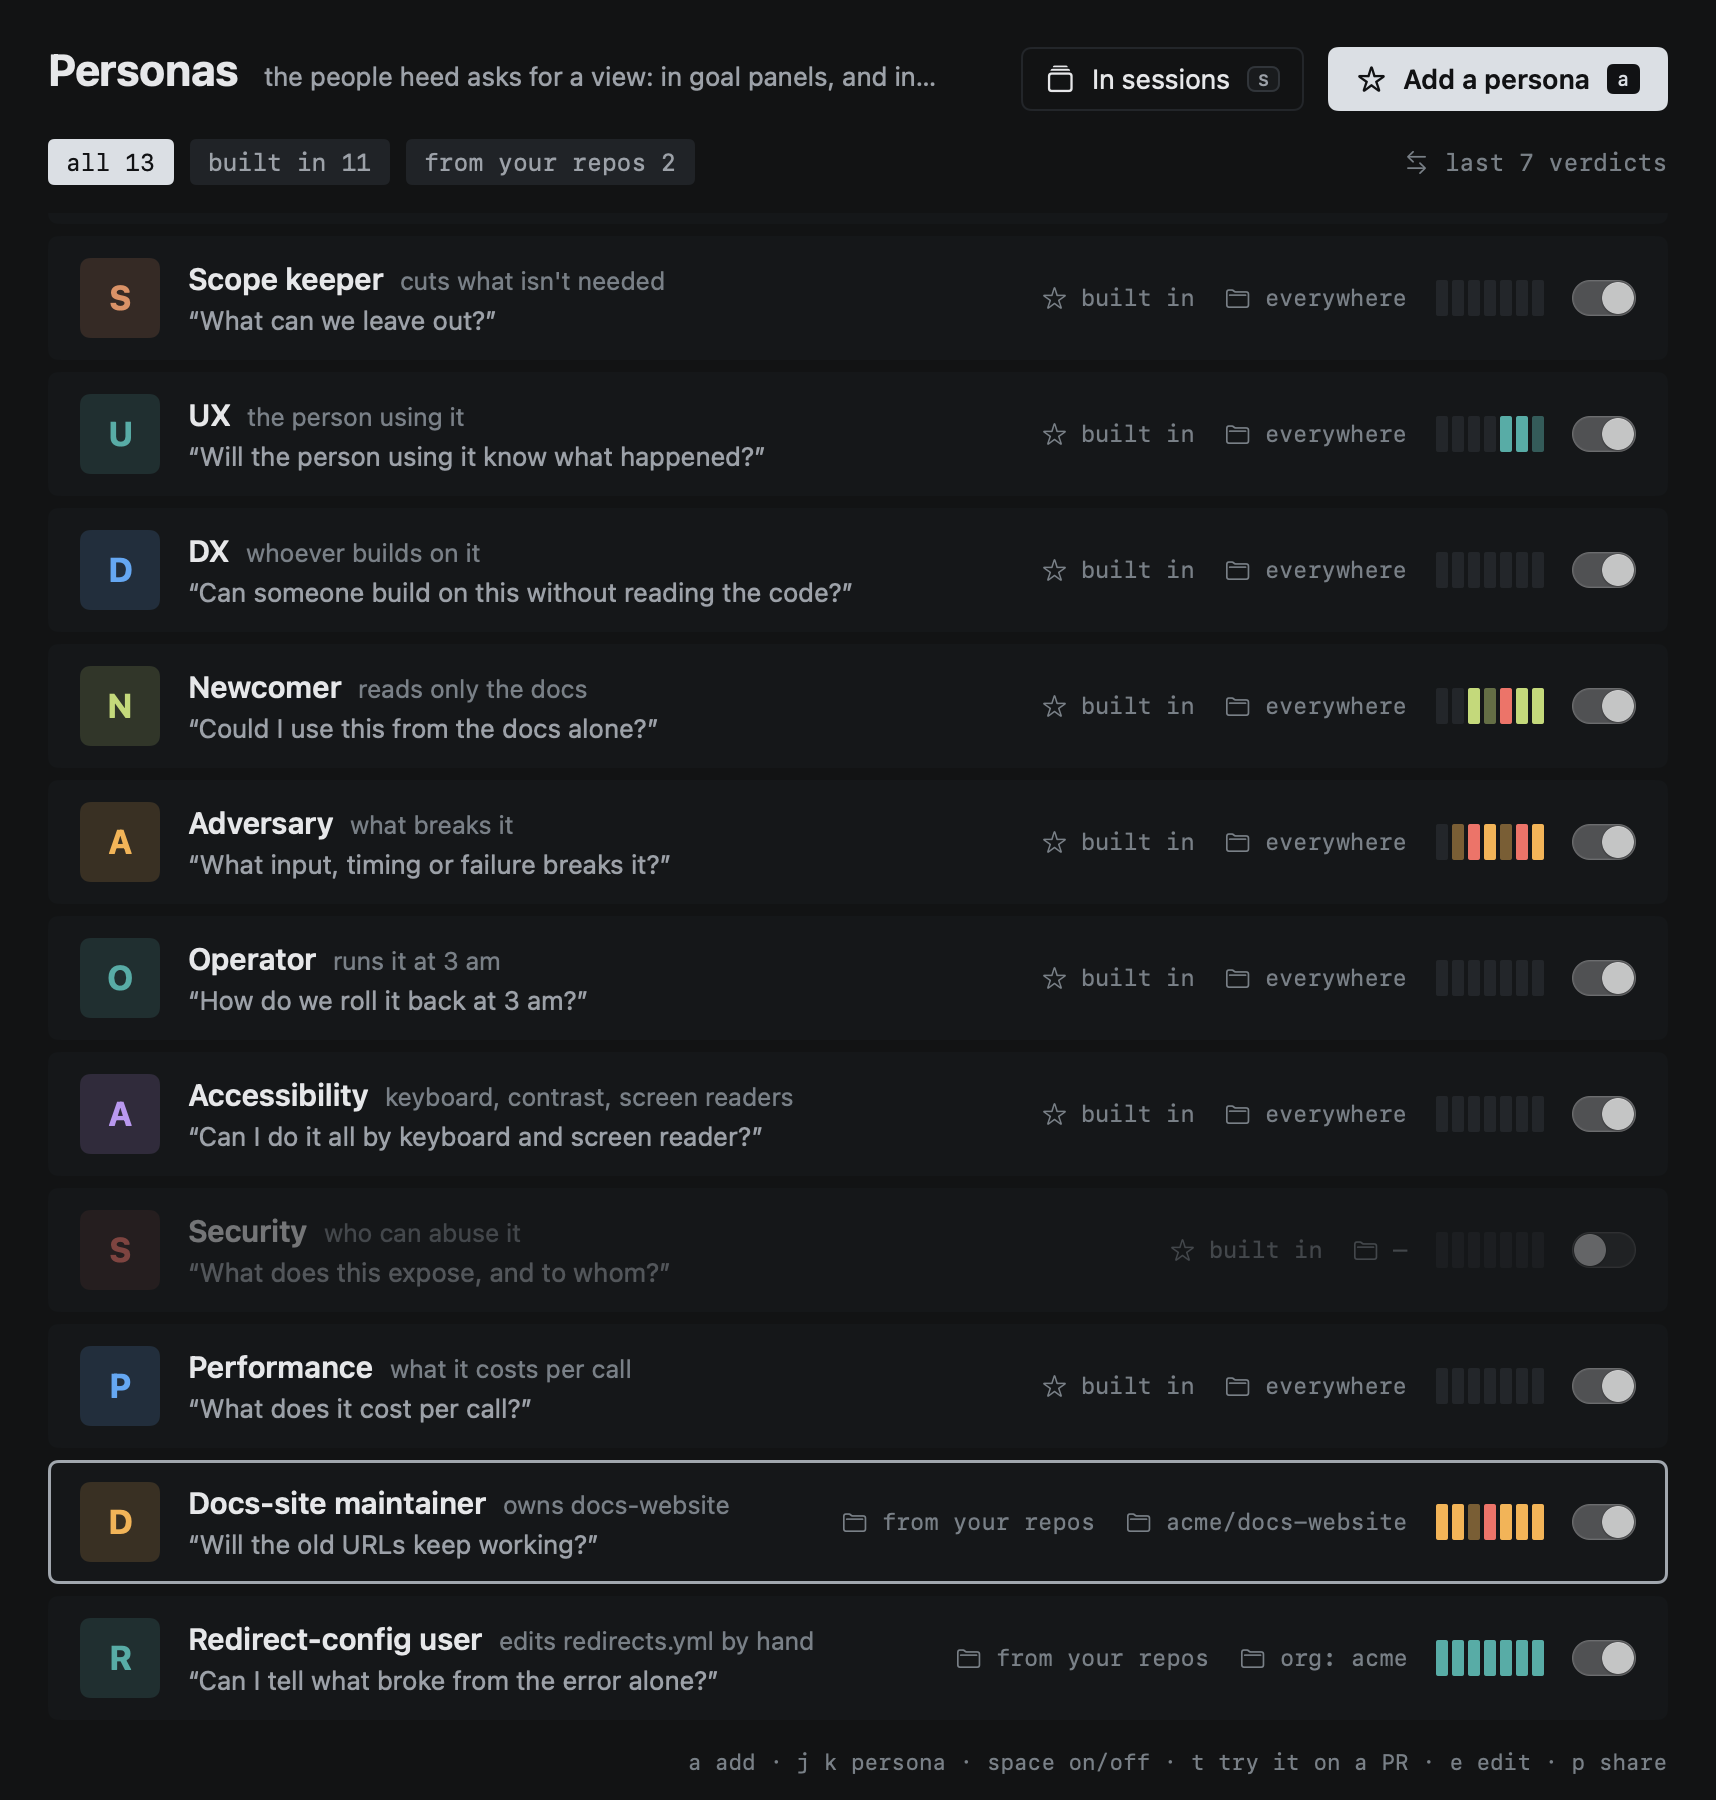 Personas the people heed asks for a view: in goal panels, and in…
In sessions s
Add a persona a
all 13
built in 11
from your repos 2
last 7 verdicts
S
Scope keeper cuts what isn't needed
“What can we leave out?”
built in everywhere
U
UX the person using it
“Will the person using it know what happened?”
built in everywhere
D
DX whoever builds on it
“Can someone build on this without reading the code?”
built in everywhere
N
Newcomer reads only the docs
“Could I use this from the docs alone?”
built in everywhere
A
Adversary what breaks it
“What input, timing or failure breaks it?”
built in everywhere
O
Operator runs it at 3 am
“How do we roll it back at 3 am?”
built in everywhere
A
Accessibility keyboard, contrast, screen readers
“Can I do it all by keyboard and screen reader?”
built in everywhere
S
Security who can abuse it
“What does this expose, and to whom?”
built in —
P
Performance what it costs per call
“What does it cost per call?”
built in everywhere
D
Docs-site maintainer owns docs-website
“Will the old URLs keep working?”
from your repos acme/docs-website
R
Redirect-config user edits redirects.yml by hand
“Can I tell what broke from the error alone?”
from your repos org: acme
a add · j k persona · space on/off · t try it on a PR · e edit · p share